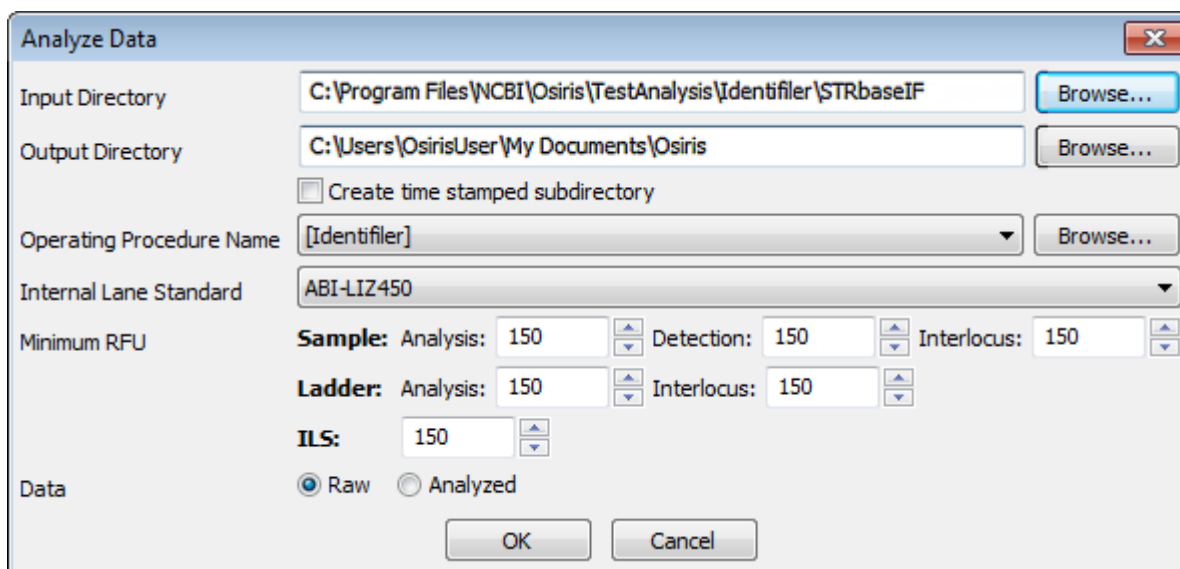 Analyze Data
Input Directory C:\Program Files\NCBI\Osiris\TestAnalysis\Identifiler\STRbaseIF Browse...
Output Directory C:\Users\OsirisUser\My Documents\Osiris Browse...
Create time stamped subdirectory
Operating Procedure Name [Identifiler] Browse...
Internal Lane Standard ABI-LIZ450
Minimum RFU Sample: Analysis: 150 Detection: 150 Interlocus: 150
Ladder: Analysis: 150 Interlocus: 150
ILS: 150
Data Raw Analyzed
OK Cancel